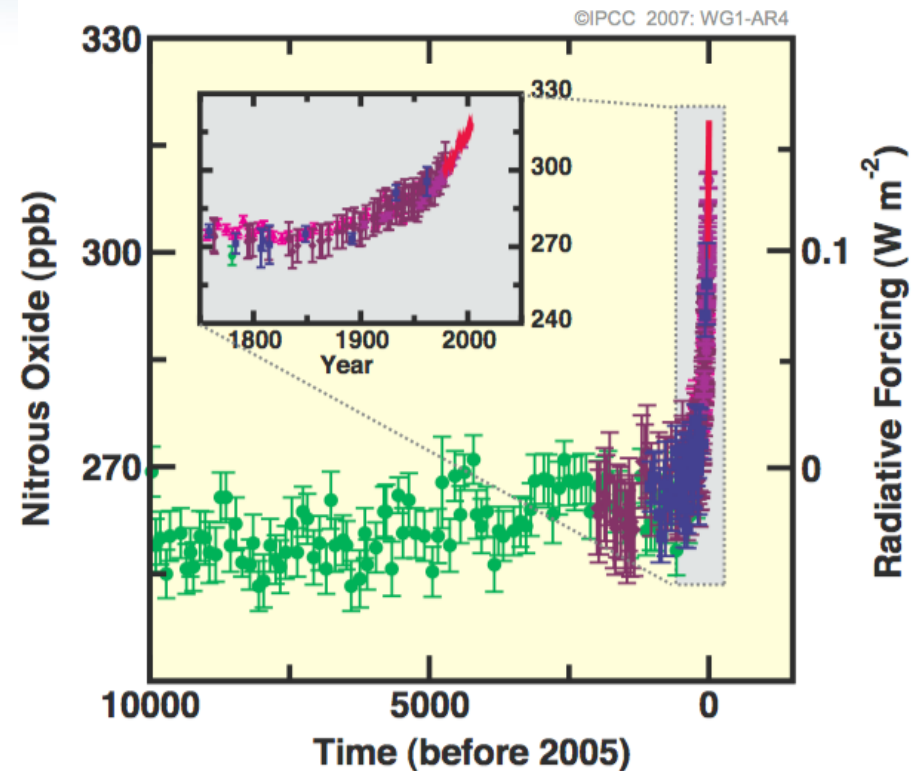 ©IPCC 2007: WG1-AR4
330
300
270
Nitrous Oxide (ppb)
330
300
270
240
1800 1900 2000
Year
0.1
0
Radiative Forcing (W m⁻²)
10000 5000 0
Time (before 2005)